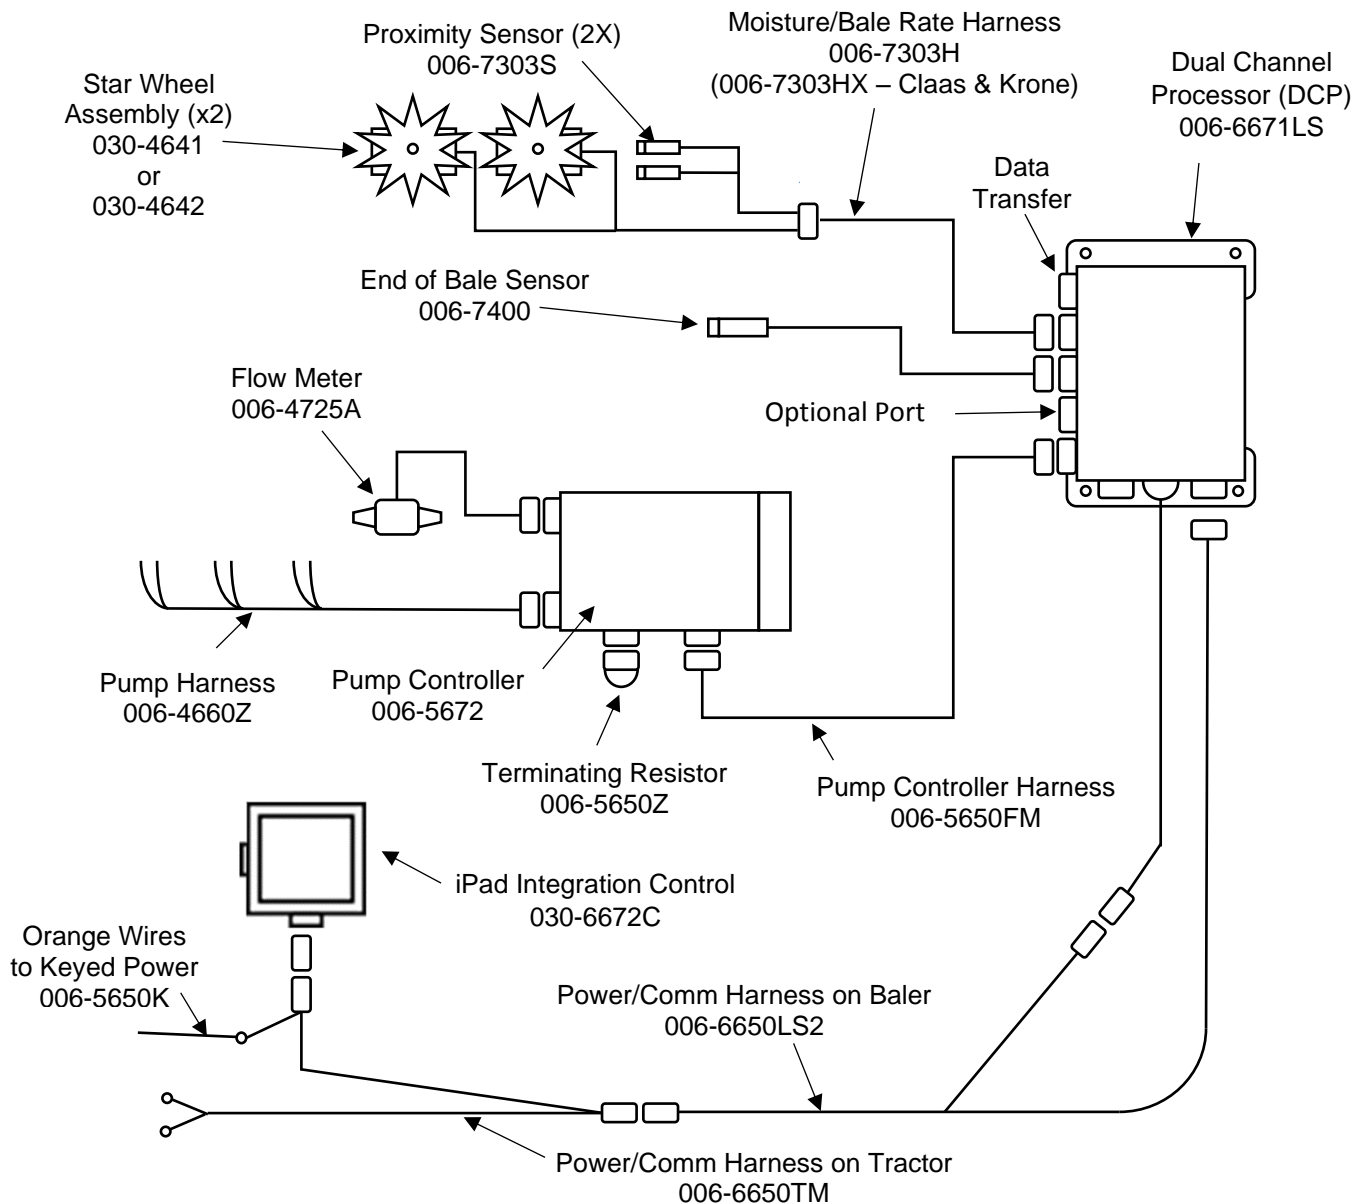 Proximity Sensor (2X)
006-7303S
Moisture/Bale Rate Harness
006-7303H
(006-7303HX – Claas & Krone)
Dual Channel
Processor (DCP)
006-6671LS
Star Wheel
Assembly (x2)
030-4641
or
030-4642
Data
Transfer
End of Bale Sensor
006-7400
Flow Meter
006-4725A
Optional Port
Pump Harness
006-4660Z
Pump Controller
006-5672
Terminating Resistor
006-5650Z
Pump Controller Harness
006-5650FM
iPad Integration Control
030-6672C
Orange Wires
to Keyed Power
006-5650K
Power/Comm Harness on Baler
006-6650LS2
Power/Comm Harness on Tractor
006-6650TM